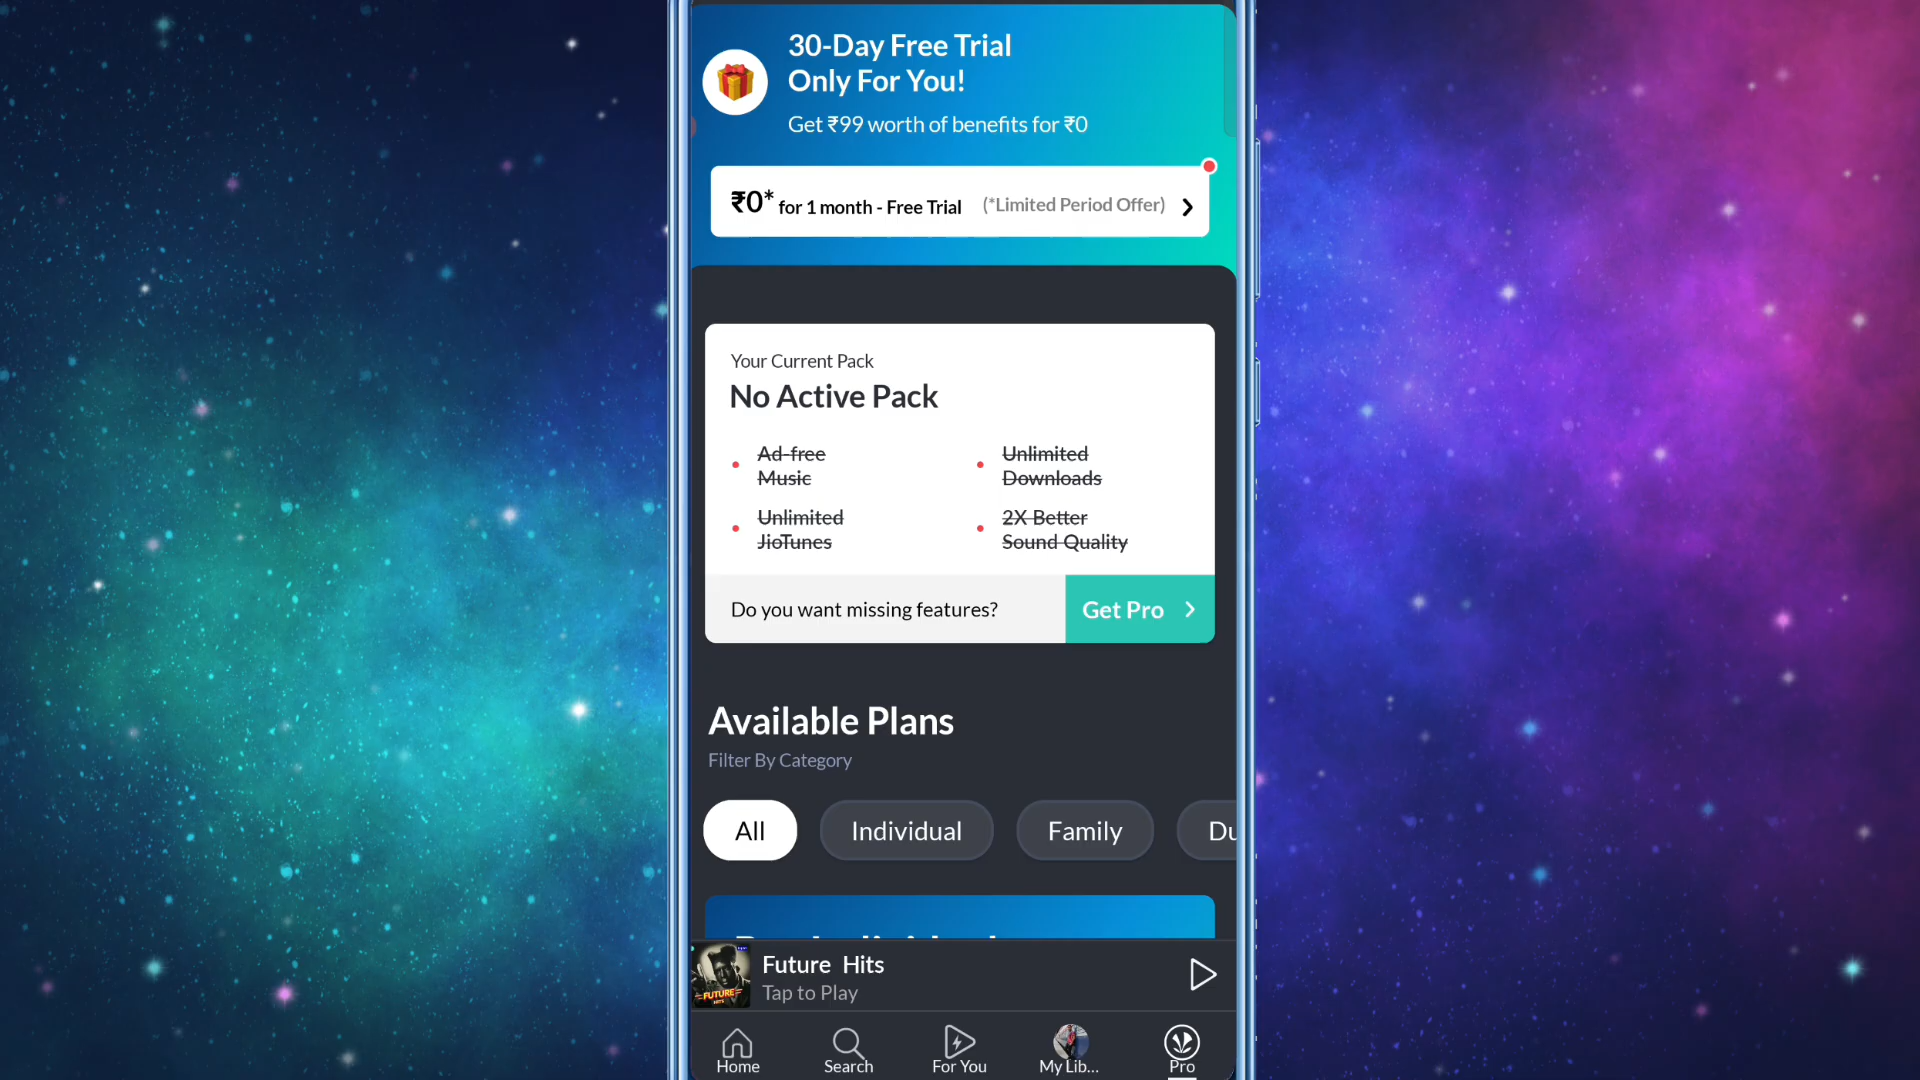 30-Day Free Trial
Only For You!
Get ₹99 worth of benefits for ₹0
₹0* for 1 month - Free Trial (*Limited Period Offer)
Your Current Pack
No Active Pack
Ad-free
Music
Unlimited
Downloads
Unlimited
JioTunes
2X Better
Sound Quality
Do you want missing features?
Get Pro
Available Plans
Filter By Category
All
Individual
Family
Du
FUTURE
HITS
Future Hits
Tap to Play
Home
Search
For You
My Lib...
Pro